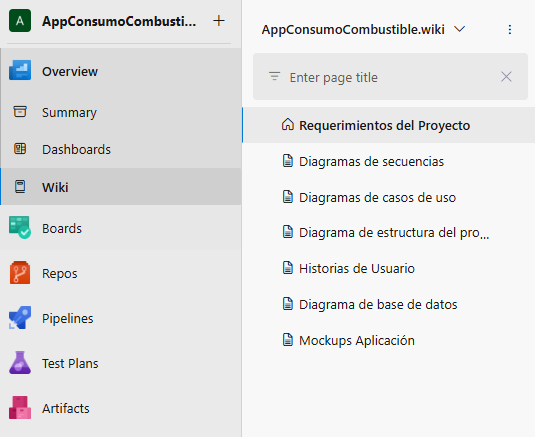 A AppConsumoCombusti... +
Overview
Summary
Dashboards
Wiki
Boards
Repos
Pipelines
Test Plans
Artifacts
AppConsumoCombustible.wiki
Enter page title
Requerimientos del Proyecto
Diagramas de secuencias
Diagramas de casos de uso
Diagrama de estructura del pro...
Historias de Usuario
Diagrama de base de datos
Mockups Aplicación